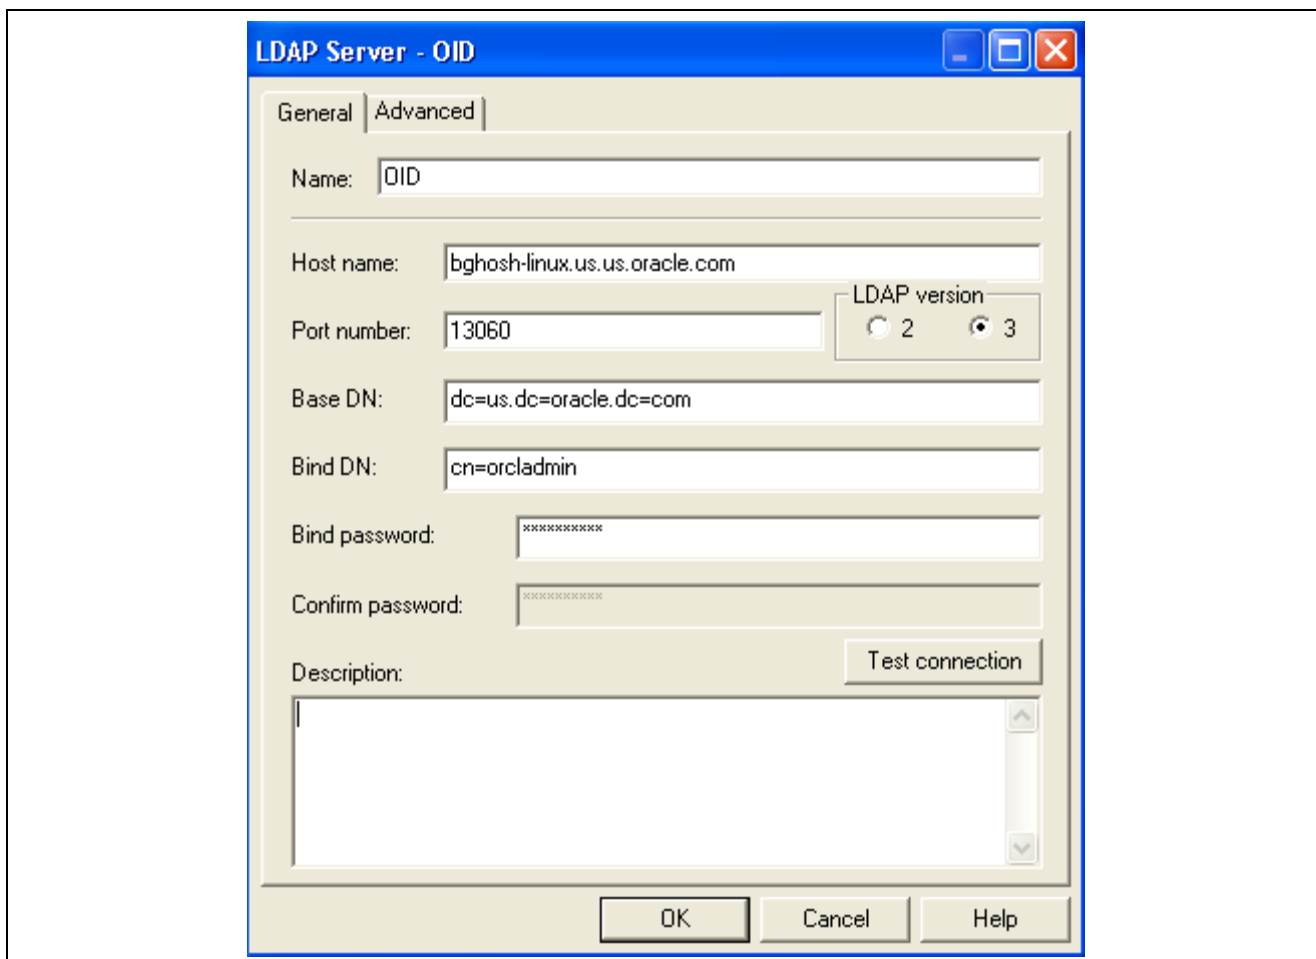 LDAP Server - OID
General Advanced
Name: OID
Host name: bghosh-linux.us.us.oracle.com
LDAP version
Port number: 13060 2 3
Base DN: dc=us.dc=oracle.dc=com
Bind DN: cn=orcladmin
Bind password: **********
Confirm password: **********
Test connection
Description:
OK Cancel Help